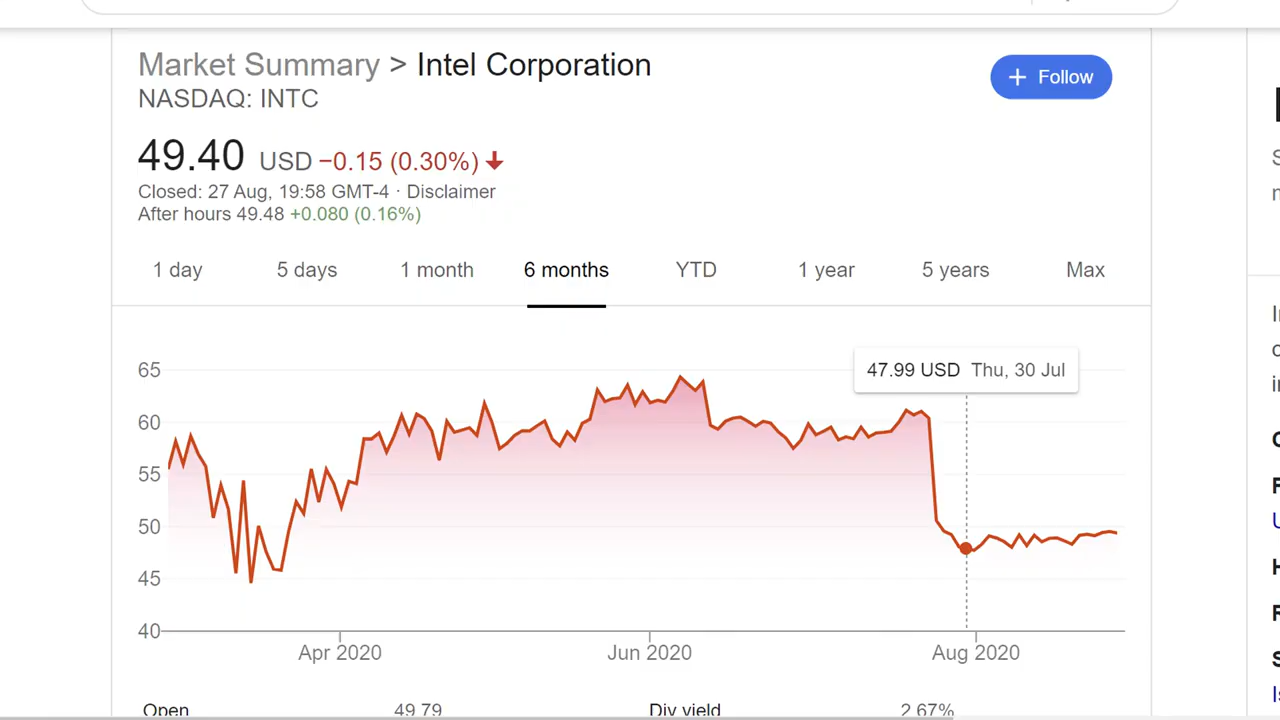 Market Summary > Intel Corporation
NASDAQ: INTC
+ Follow
49.40 USD −0.15 (0.30%)
Closed: 27 Aug, 19:58 GMT-4 · Disclaimer
After hours 49.48 +0.080 (0.16%)
1 day 5 days 1 month 6 months YTD 1 year 5 years Max
47.99 USD Thu, 30 Jul
65
60
55
50
45
40
Apr 2020 Jun 2020 Aug 2020
Open 49.79 Div yield 2.67%